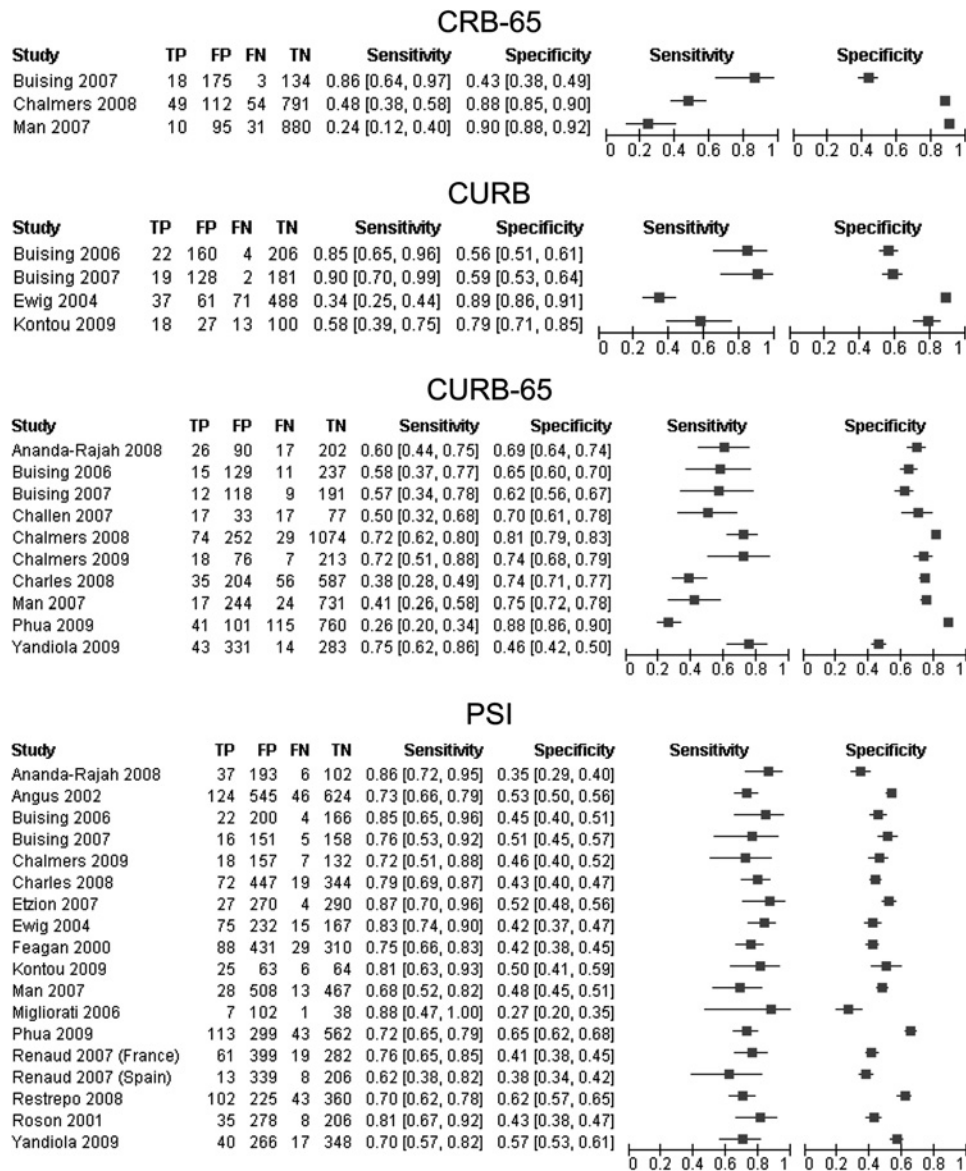 CRB-65
Study TP FP FN TN Sensitivity Specificity Sensitivity Specificity
Buising 2007 18 175 3 134 0.86 [0.64, 0.97] 0.43 [0.38, 0.49]
Chalmers 2008 49 112 54 791 0.48 [0.38, 0.58] 0.88 [0.85, 0.90]
Man 2007 10 95 31 880 0.24 [0.12, 0.40] 0.90 [0.88, 0.92]
0 0.2 0.4 0.6 0.8 1 0 0.2 0.4 0.6 0.8 1
CURB
Study TP FP FN TN Sensitivity Specificity Sensitivity Specificity
Buising 2006 22 160 4 206 0.85 [0.65, 0.96] 0.56 [0.51, 0.61]
Buising 2007 19 128 2 181 0.90 [0.70, 0.99] 0.59 [0.53, 0.64]
Ewig 2004 37 61 71 488 0.34 [0.25, 0.44] 0.89 [0.86, 0.91]
Kontou 2009 18 27 13 100 0.58 [0.39, 0.75] 0.79 [0.71, 0.85]
0 0.2 0.4 0.6 0.8 1 0 0.2 0.4 0.6 0.8 1
CURB-65
Study TP FP FN TN Sensitivity Specificity Sensitivity Specificity
Ananda-Rajah 2008 26 90 17 202 0.60 [0.44, 0.75] 0.69 [0.64, 0.74]
Buising 2006 15 129 11 237 0.58 [0.37, 0.77] 0.65 [0.60, 0.70]
Buising 2007 12 118 9 191 0.57 [0.34, 0.78] 0.62 [0.56, 0.67]
Challen 2007 17 33 17 77 0.50 [0.32, 0.68] 0.70 [0.61, 0.78]
Chalmers 2008 74 252 29 1074 0.72 [0.62, 0.80] 0.81 [0.79, 0.83]
Chalmers 2009 18 76 7 213 0.72 [0.51, 0.88] 0.74 [0.68, 0.79]
Charles 2008 35 204 56 587 0.38 [0.28, 0.49] 0.74 [0.71, 0.77]
Man 2007 17 244 24 731 0.41 [0.26, 0.58] 0.75 [0.72, 0.78]
Phua 2009 41 101 115 760 0.26 [0.20, 0.34] 0.88 [0.86, 0.90]
Yandiola 2009 43 331 14 283 0.75 [0.62, 0.86] 0.46 [0.42, 0.50]
0 0.2 0.4 0.6 0.8 1 0 0.2 0.4 0.6 0.8 1
PSI
Study TP FP FN TN Sensitivity Specificity Sensitivity Specificity
Ananda-Rajah 2008 37 193 6 102 0.86 [0.72, 0.95] 0.35 [0.29, 0.40]
Angus 2002 124 545 46 624 0.73 [0.66, 0.79] 0.53 [0.50, 0.56]
Buising 2006 22 200 4 166 0.85 [0.65, 0.96] 0.45 [0.40, 0.51]
Buising 2007 16 151 5 158 0.76 [0.53, 0.92] 0.51 [0.45, 0.57]
Chalmers 2009 18 157 7 132 0.72 [0.51, 0.88] 0.46 [0.40, 0.52]
Charles 2008 72 447 19 344 0.79 [0.69, 0.87] 0.43 [0.40, 0.47]
Etzion 2007 27 270 4 290 0.87 [0.70, 0.96] 0.52 [0.48, 0.56]
Ewig 2004 75 232 15 167 0.83 [0.74, 0.90] 0.42 [0.37, 0.47]
Feagan 2000 88 431 29 310 0.75 [0.66, 0.83] 0.42 [0.38, 0.45]
Kontou 2009 25 63 6 64 0.81 [0.63, 0.93] 0.50 [0.41, 0.59]
Man 2007 28 508 13 467 0.68 [0.52, 0.82] 0.48 [0.45, 0.51]
Migliorati 2006 7 102 1 38 0.88 [0.47, 1.00] 0.27 [0.20, 0.35]
Phua 2009 113 299 43 562 0.72 [0.65, 0.79] 0.65 [0.62, 0.68]
Renaud 2007 (France) 61 399 19 282 0.76 [0.65, 0.85] 0.41 [0.38, 0.45]
Renaud 2007 (Spain) 13 339 8 206 0.62 [0.38, 0.82] 0.38 [0.34, 0.42]
Restrepo 2008 102 225 43 360 0.70 [0.62, 0.78] 0.62 [0.57, 0.65]
Roson 2001 35 278 8 206 0.81 [0.67, 0.92] 0.43 [0.38, 0.47]
Yandiola 2009 40 266 17 348 0.70 [0.57, 0.82] 0.57 [0.53, 0.61]
0 0.2 0.4 0.6 0.8 1 0 0.2 0.4 0.6 0.8 1